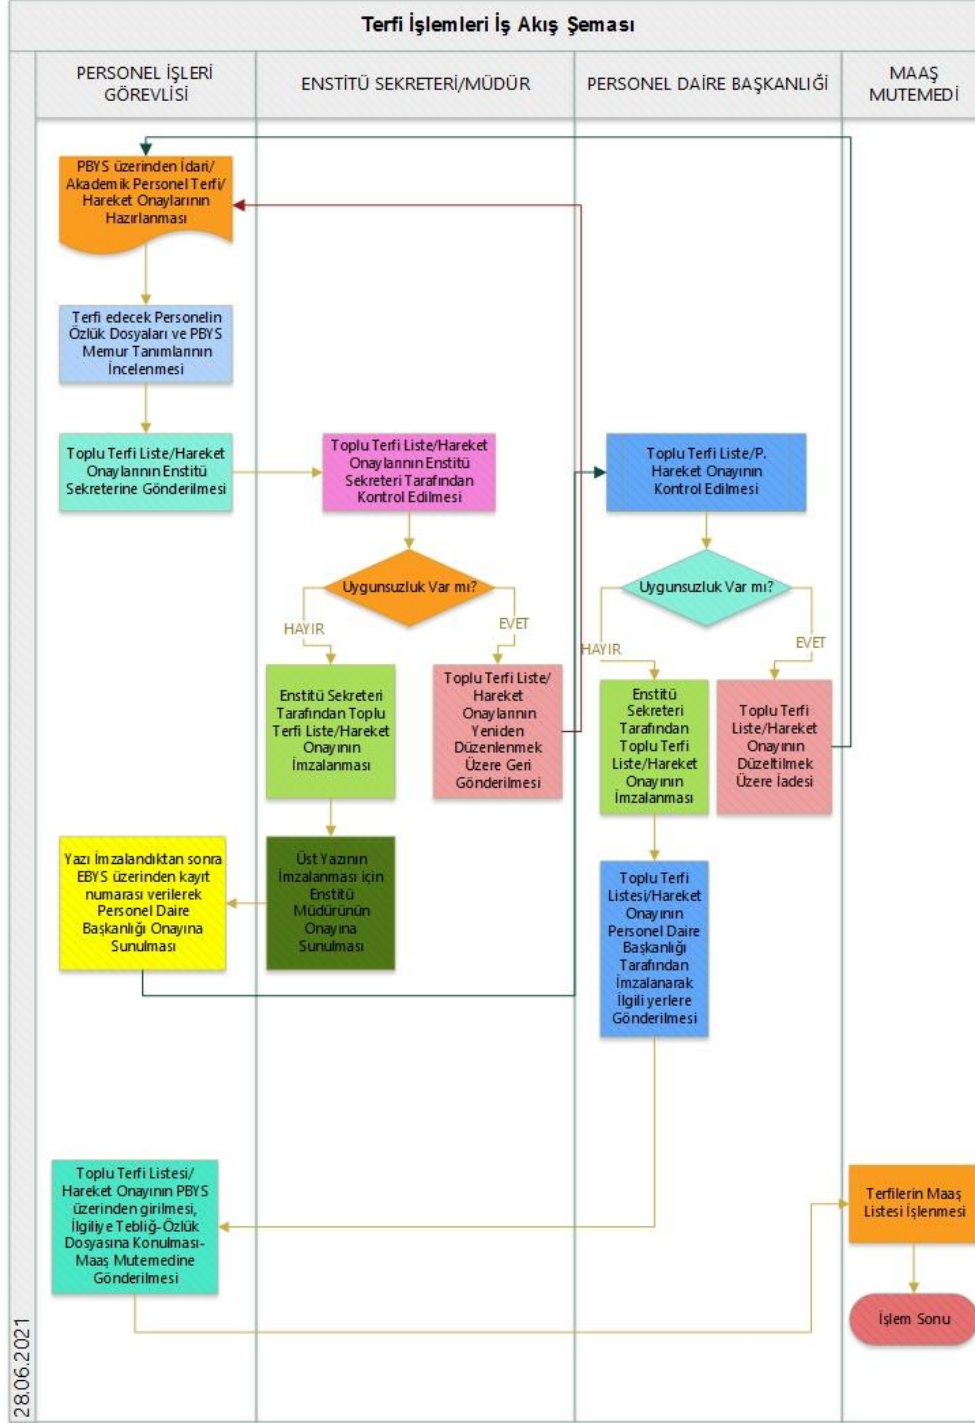 Terfi İşlemleri İş Akış Şeması
PERSONEL İŞLERİ
GÖREVLİSİ
ENSTİTÜ SEKRETERİ/MÜDÜR
PERSONEL DAİRE BAŞKANLIĞİ
MAAŞ
MUTEMEDİ
PBYS üzerinden İdari/
Akademik Personel Terfi/
Hareket Onaylarının
Hazırlanması
Terfi edecek Personelin
Özlük Dosyaları ve PBYS
Memur Tanımlarının
İncelenmesi
Toplu Terfi Liste/Hareket
Onaylarının Enstitü
Sekreterine Gönderilmesi
Toplu Terfi Liste/Hareket
Onaylarının Enstitü
Sekreteri Tarafından
Kontrol Edilmesi
Toplu Terfi Liste/P.
Hareket Onayının
Kontrol Edilmesi
Uygunsuzluk Var mı?
HAYIR
EVET
Uygunsuzluk Var mı?
HAYIR
EVET
Enstitü Sekreteri
Tarafından Toplu
Terfi Liste/Hareket
Onayının
İmzalanması
Toplu Terfi Liste/
Hareket
Onaylarının
Yeniden
Düzenlenmek
Üzere Geri
Gönderilmesi
Enstitü
Sekreteri
Tarafından
Toplu Terfi
Liste/Hareket
Onayının
İmzalanması
Toplu Terfi
Liste/Hareket
Onayının
Düzeltilmek
Üzere İadesi
Yazı İmzalandıktan sonra
EBYS üzerinden kayıt
numarası verilerek
Personel Daire
Başkanlığı Onayına
Sunulması
Üst Yazının
İmzalanması için
Enstitü
Müdürünün
Onayına
Sunulması
Toplu Terfi
Listesi/Hareket
Onayının
Personel Daire
Başkanlığı
Tarafından
İmzalanarak
İlgili yerlere
Gönderilmesi
Toplu Terfi Listesi/
Hareket Onayının PBYS
üzerinden girilmesi,
İlgiliye Tebliğ-Özlük
Dosyasına Konulması-
Maaş Mutemedine
Gönderilmesi
Terfilerin Maaş
Listesi İşlenmesi
İşlem Sonu
28.06.2021